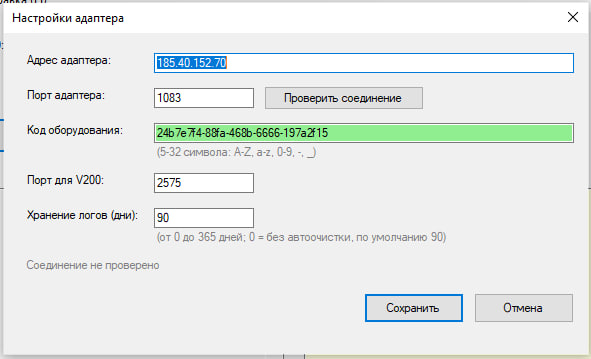 Настройки адаптера
Адрес адаптера: 185.40.152.70
Порт адаптера: 1083 Проверить соединение
Код оборудования: 24b7e7f4-88fa-468b-6666-197a2f15
(5-32 символа: A-Z, a-z, 0-9, -, _)
Порт для V200: 2575
Хранение логов (дни): 90
(от 0 до 365 дней; 0 = без автоочистки, по умолчанию 90)
Соединение не проверено
Сохранить Отмена